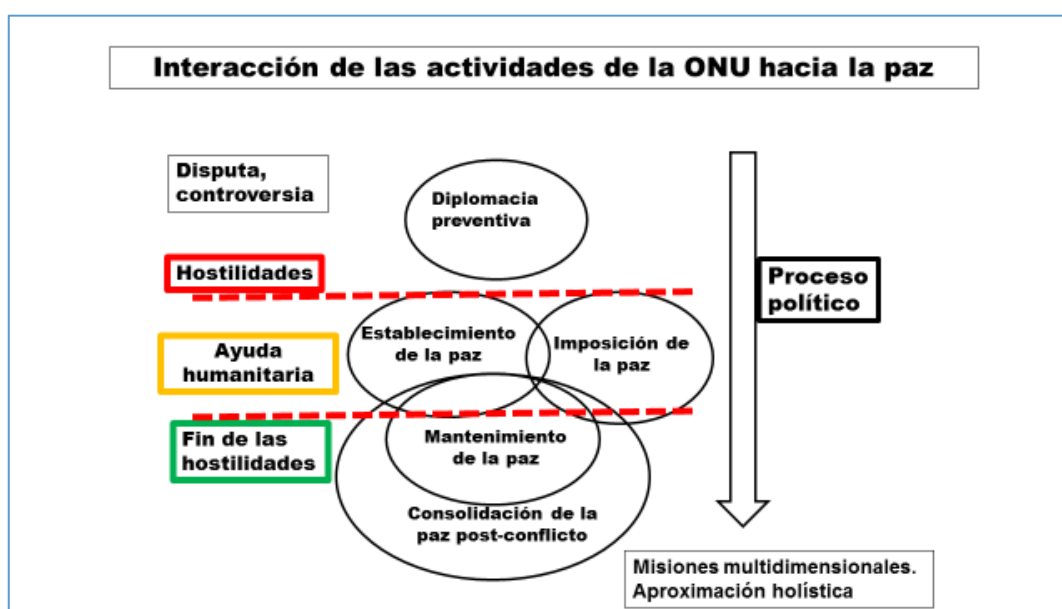 Interacción de las actividades de la ONU hacia la paz
Disputa,
controversia
Diplomacia
preventiva
Hostilidades
Proceso
político
Establecimiento
de la paz
Imposición de
la paz
Ayuda
humanitaria
Fin de las
hostilidades
Mantenimiento
de la paz
Consolidación de la
paz post-conflicto
Misiones multidimensionales.
Aproximación holística